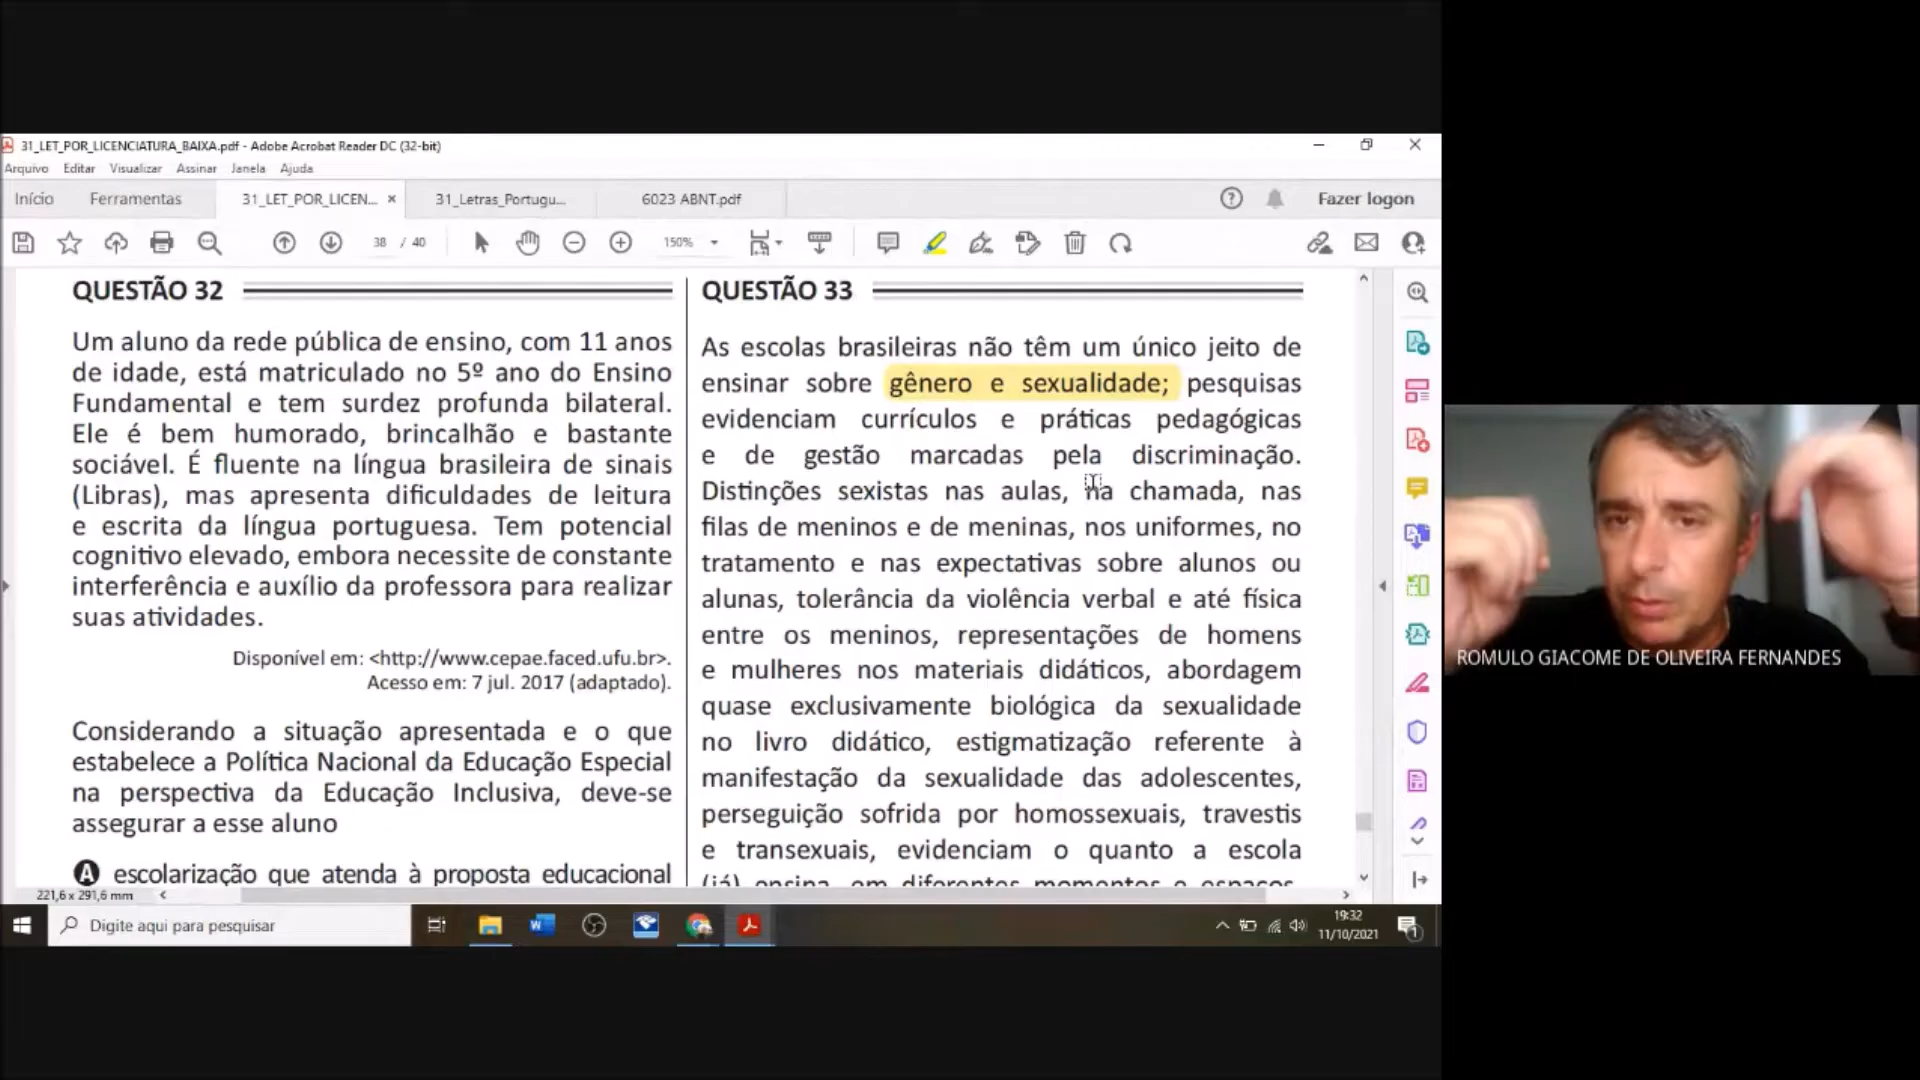 31_LET_POR_LICENCIATURA_BAIXA.pdf - Adobe Acrobat Reader DC (32-bit)
Arquivo Editar Visualizar Assinar Janela Ajuda
Início Ferramentas 31_LET_POR_LICEN... × 31_Letras_Portugu... 6023 ABNT.pdf Fazer logon
38 / 40 150%
QUESTÃO 32
Um aluno da rede pública de ensino, com 11 anos
de idade, está matriculado no 5º ano do Ensino
Fundamental e tem surdez profunda bilateral.
Ele é bem humorado, brincalhão e bastante
sociável. É fluente na língua brasileira de sinais
(Libras), mas apresenta dificuldades de leitura
e escrita da língua portuguesa. Tem potencial
cognitivo elevado, embora necessite de constante
interferência e auxílio da professora para realizar
suas atividades.
Disponível em: <http://www.cepae.faced.ufu.br>.
Acesso em: 7 jul. 2017 (adaptado).
Considerando a situação apresentada e o que
estabelece a Política Nacional da Educação Especial
na perspectiva da Educação Inclusiva, deve-se
assegurar a esse aluno
A escolarização que atenda à proposta educacional
QUESTÃO 33
As escolas brasileiras não têm um único jeito de
ensinar sobre gênero e sexualidade; pesquisas
evidenciam currículos e práticas pedagógicas
e de gestão marcadas pela discriminação.
Distinções sexistas nas aulas, na chamada, nas
filas de meninos e de meninas, nos uniformes, no
tratamento e nas expectativas sobre alunos ou
alunas, tolerância da violência verbal e até física
entre os meninos, representações de homens
e mulheres nos materiais didáticos, abordagem
quase exclusivamente biológica da sexualidade
no livro didático, estigmatização referente à
manifestação da sexualidade das adolescentes,
perseguição sofrida por homossexuais, travestis
e transexuais, evidenciam o quanto a escola
(já) ensina, em diferentes momentos e espaços,
221,6 x 291,6 mm
Digite aqui para pesquisar
19:32
11/10/2021
1
ROMULO GIACOME DE OLIVEIRA FERNANDES